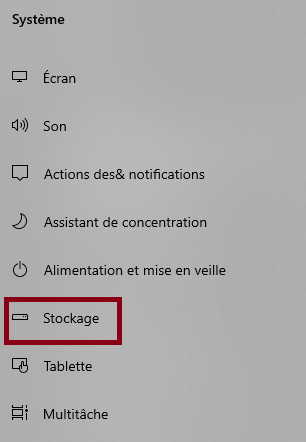 Système
Écran
Son
Actions des& notifications
Assistant de concentration
Alimentation et mise en veille
Stockage
Tablette
Multitâche